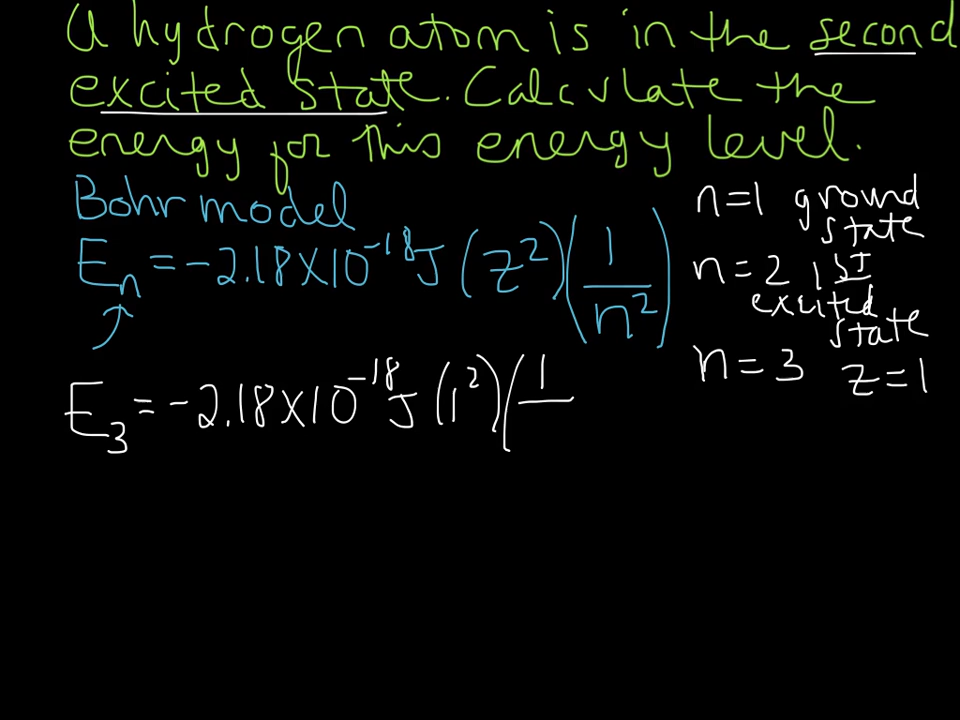 A hydrogen atom is in the second
excited state. Calculate the
energy for this energy level.
Bohr model
E_n = -2.18X10^-18 J (Z^2)(1/n^2)
n=1 ground
state
n=2 1st
excited
state
n=3 Z=1
E_3 = -2.18X10^-18 J (1^2)(1/